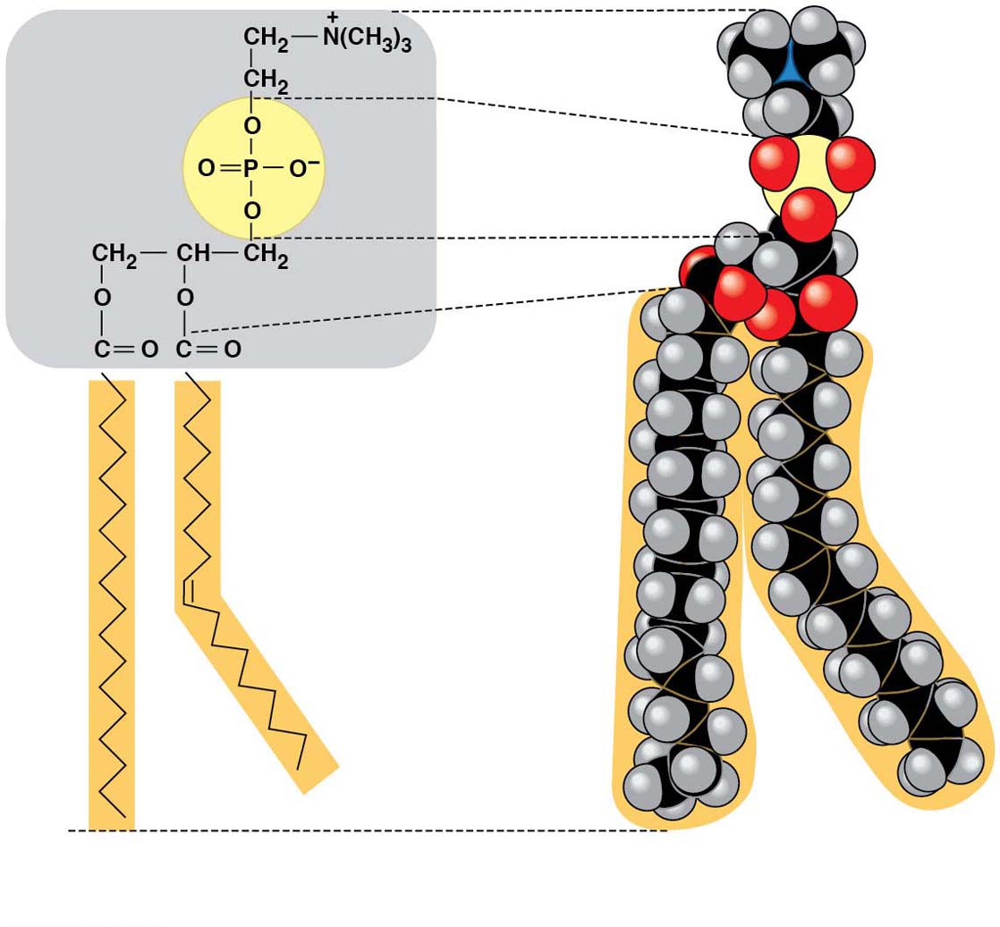 +
CH₂—N(CH₃)₃
CH₂
O
O=P—O⁻
O
CH₂—CH—CH₂
O O
C=O C=O